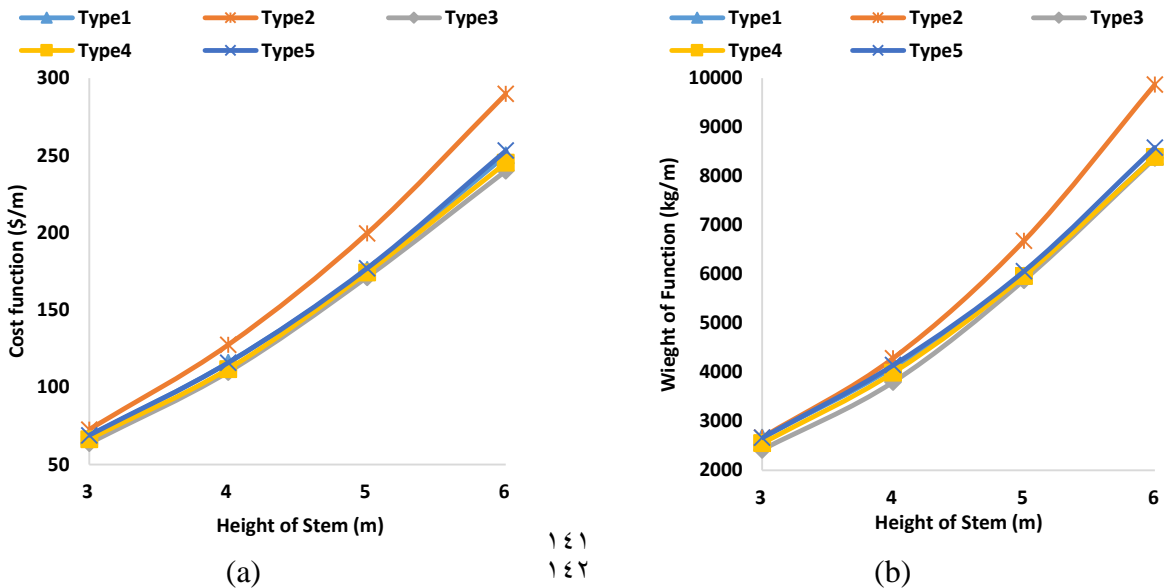 Type1 Type2 Type3
Type4 Type5
300
250
200
150
100
50
Cost function ($/m)
3 4 5 6
Height of Stem (m)
(a)
١٤١
١٤٢
Type1 Type2 Type3
Type4 Type5
10000
9000
8000
7000
6000
5000
4000
3000
2000
Wieght of Function (kg/m)
3 4 5 6
Height of Stem (m)
(b)